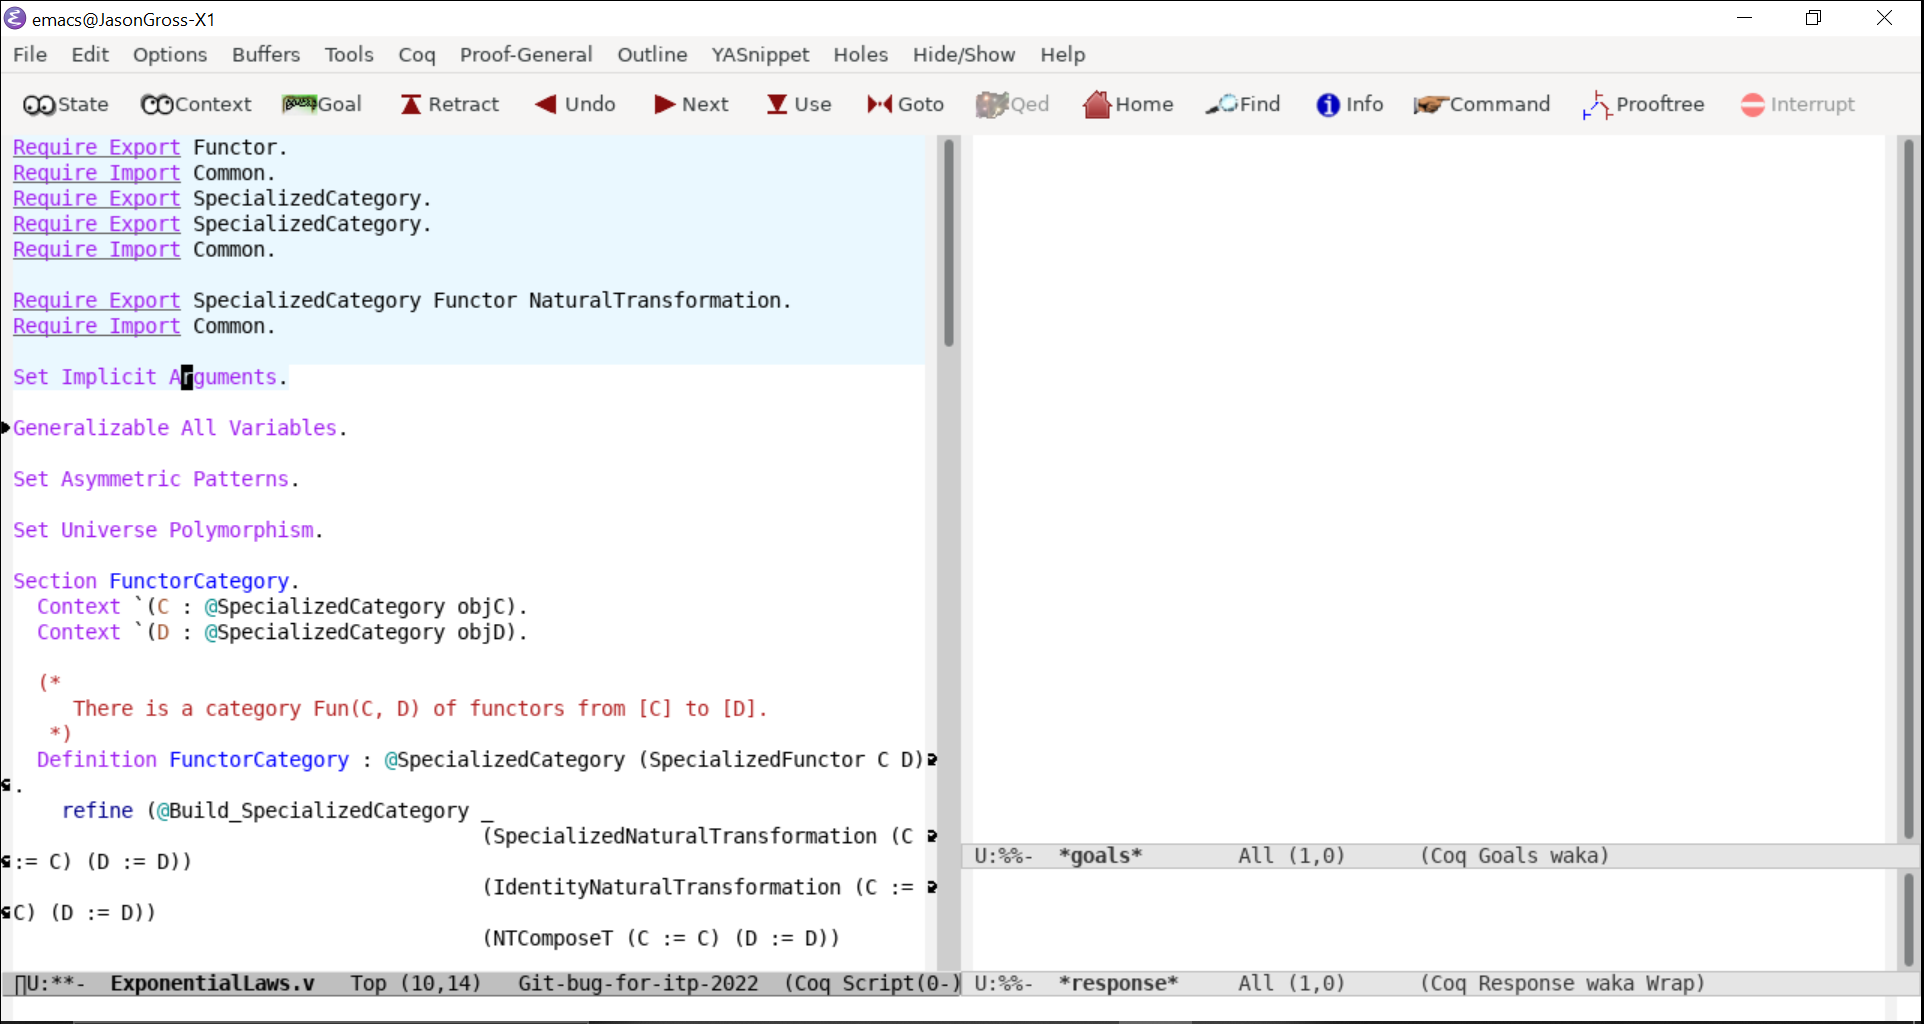 emacs@JasonGross-X1
File Edit Options Buffers Tools Coq Proof-General Outline YASnippet Holes Hide/Show Help
State Context Goal Retract Undo Next Use Goto Qed Home Find Info Command Prooftree Interrupt
Require Export Functor.
Require Import Common.
Require Export SpecializedCategory.
Require Export SpecializedCategory.
Require Import Common.
Require Export SpecializedCategory Functor NaturalTransformation.
Require Import Common.
Set Implicit Arguments.
Generalizable All Variables.
Set Asymmetric Patterns.
Set Universe Polymorphism.
Section FunctorCategory.
Context `(C : @SpecializedCategory objC).
Context `(D : @SpecializedCategory objD).
(*
There is a category Fun(C, D) of functors from [C] to [D].
*)
Definition FunctorCategory : @SpecializedCategory (SpecializedFunctor C D)
.
refine (@Build_SpecializedCategory _
(SpecializedNaturalTransformation (C
:= C) (D := D))
(IdentityNaturalTransformation (C :=
C) (D := D))
(NTComposeT (C := C) (D := D))
U:**- ExponentialLaws.v Top (10,14) Git-bug-for-itp-2022 (Coq Script(0-)
U:%%- *goals* All (1,0) (Coq Goals waka)
U:%%- *response* All (1,0) (Coq Response waka Wrap)